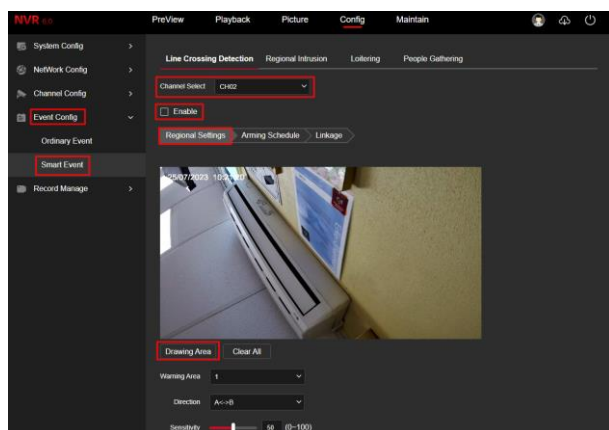 NVR 5.0
PreView Playback Picture Config Maintain
System Config
NetWork Config
Channel Config
Event Config
Ordinary Event
Smart Event
Record Manage
Line Crossing Detection Regional Intrusion Loitering People Gathering
Channel Select CH02
Enable
Regional Settings Arming Schedule Linkage
25/07/2023
Drawing Area Clear All
Warning Area 1
Direction A<->B
Sensitivity 50 (0~100)